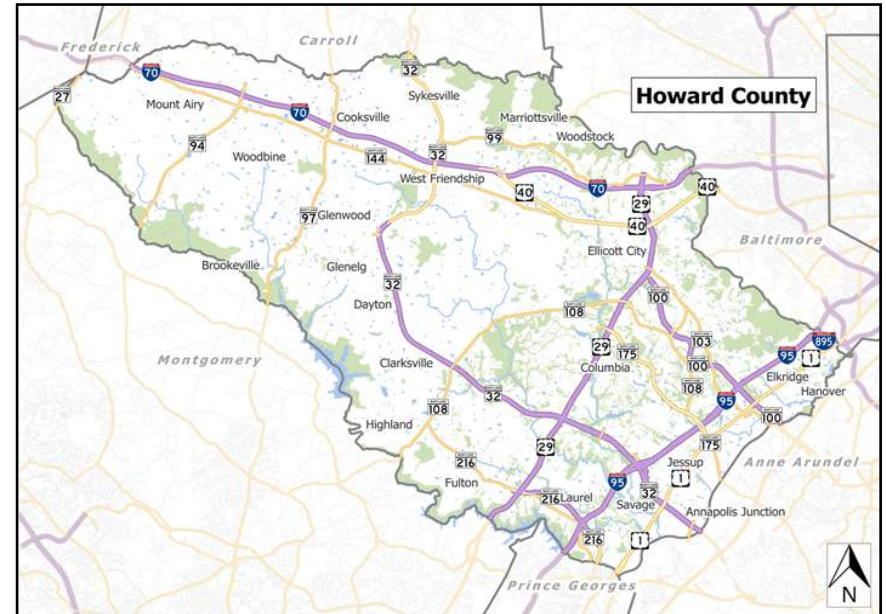 Carroll
Frederick
32
70
Howard County
27
Mount Airy
Sykesville
70
Cooksville
Marriottsville
94
99
Woodstock
Woodbine
144
32
West Friendship
40
70
40
29
97
Glenwood
40
Ellicott City
Baltimore
Brookeville
Glenelg
32
100
Dayton
108
895
29
175
103
95
1
Montgomery
Clarksville
Columbia
100
Elkridge
32
108
Hanover
108
95
100
Highland
29
175
216
Jessup
Anne Arundel
Fulton
95
1
216
Laurel
32
Savage
Annapolis Junction
216
1
Prince Georges
N